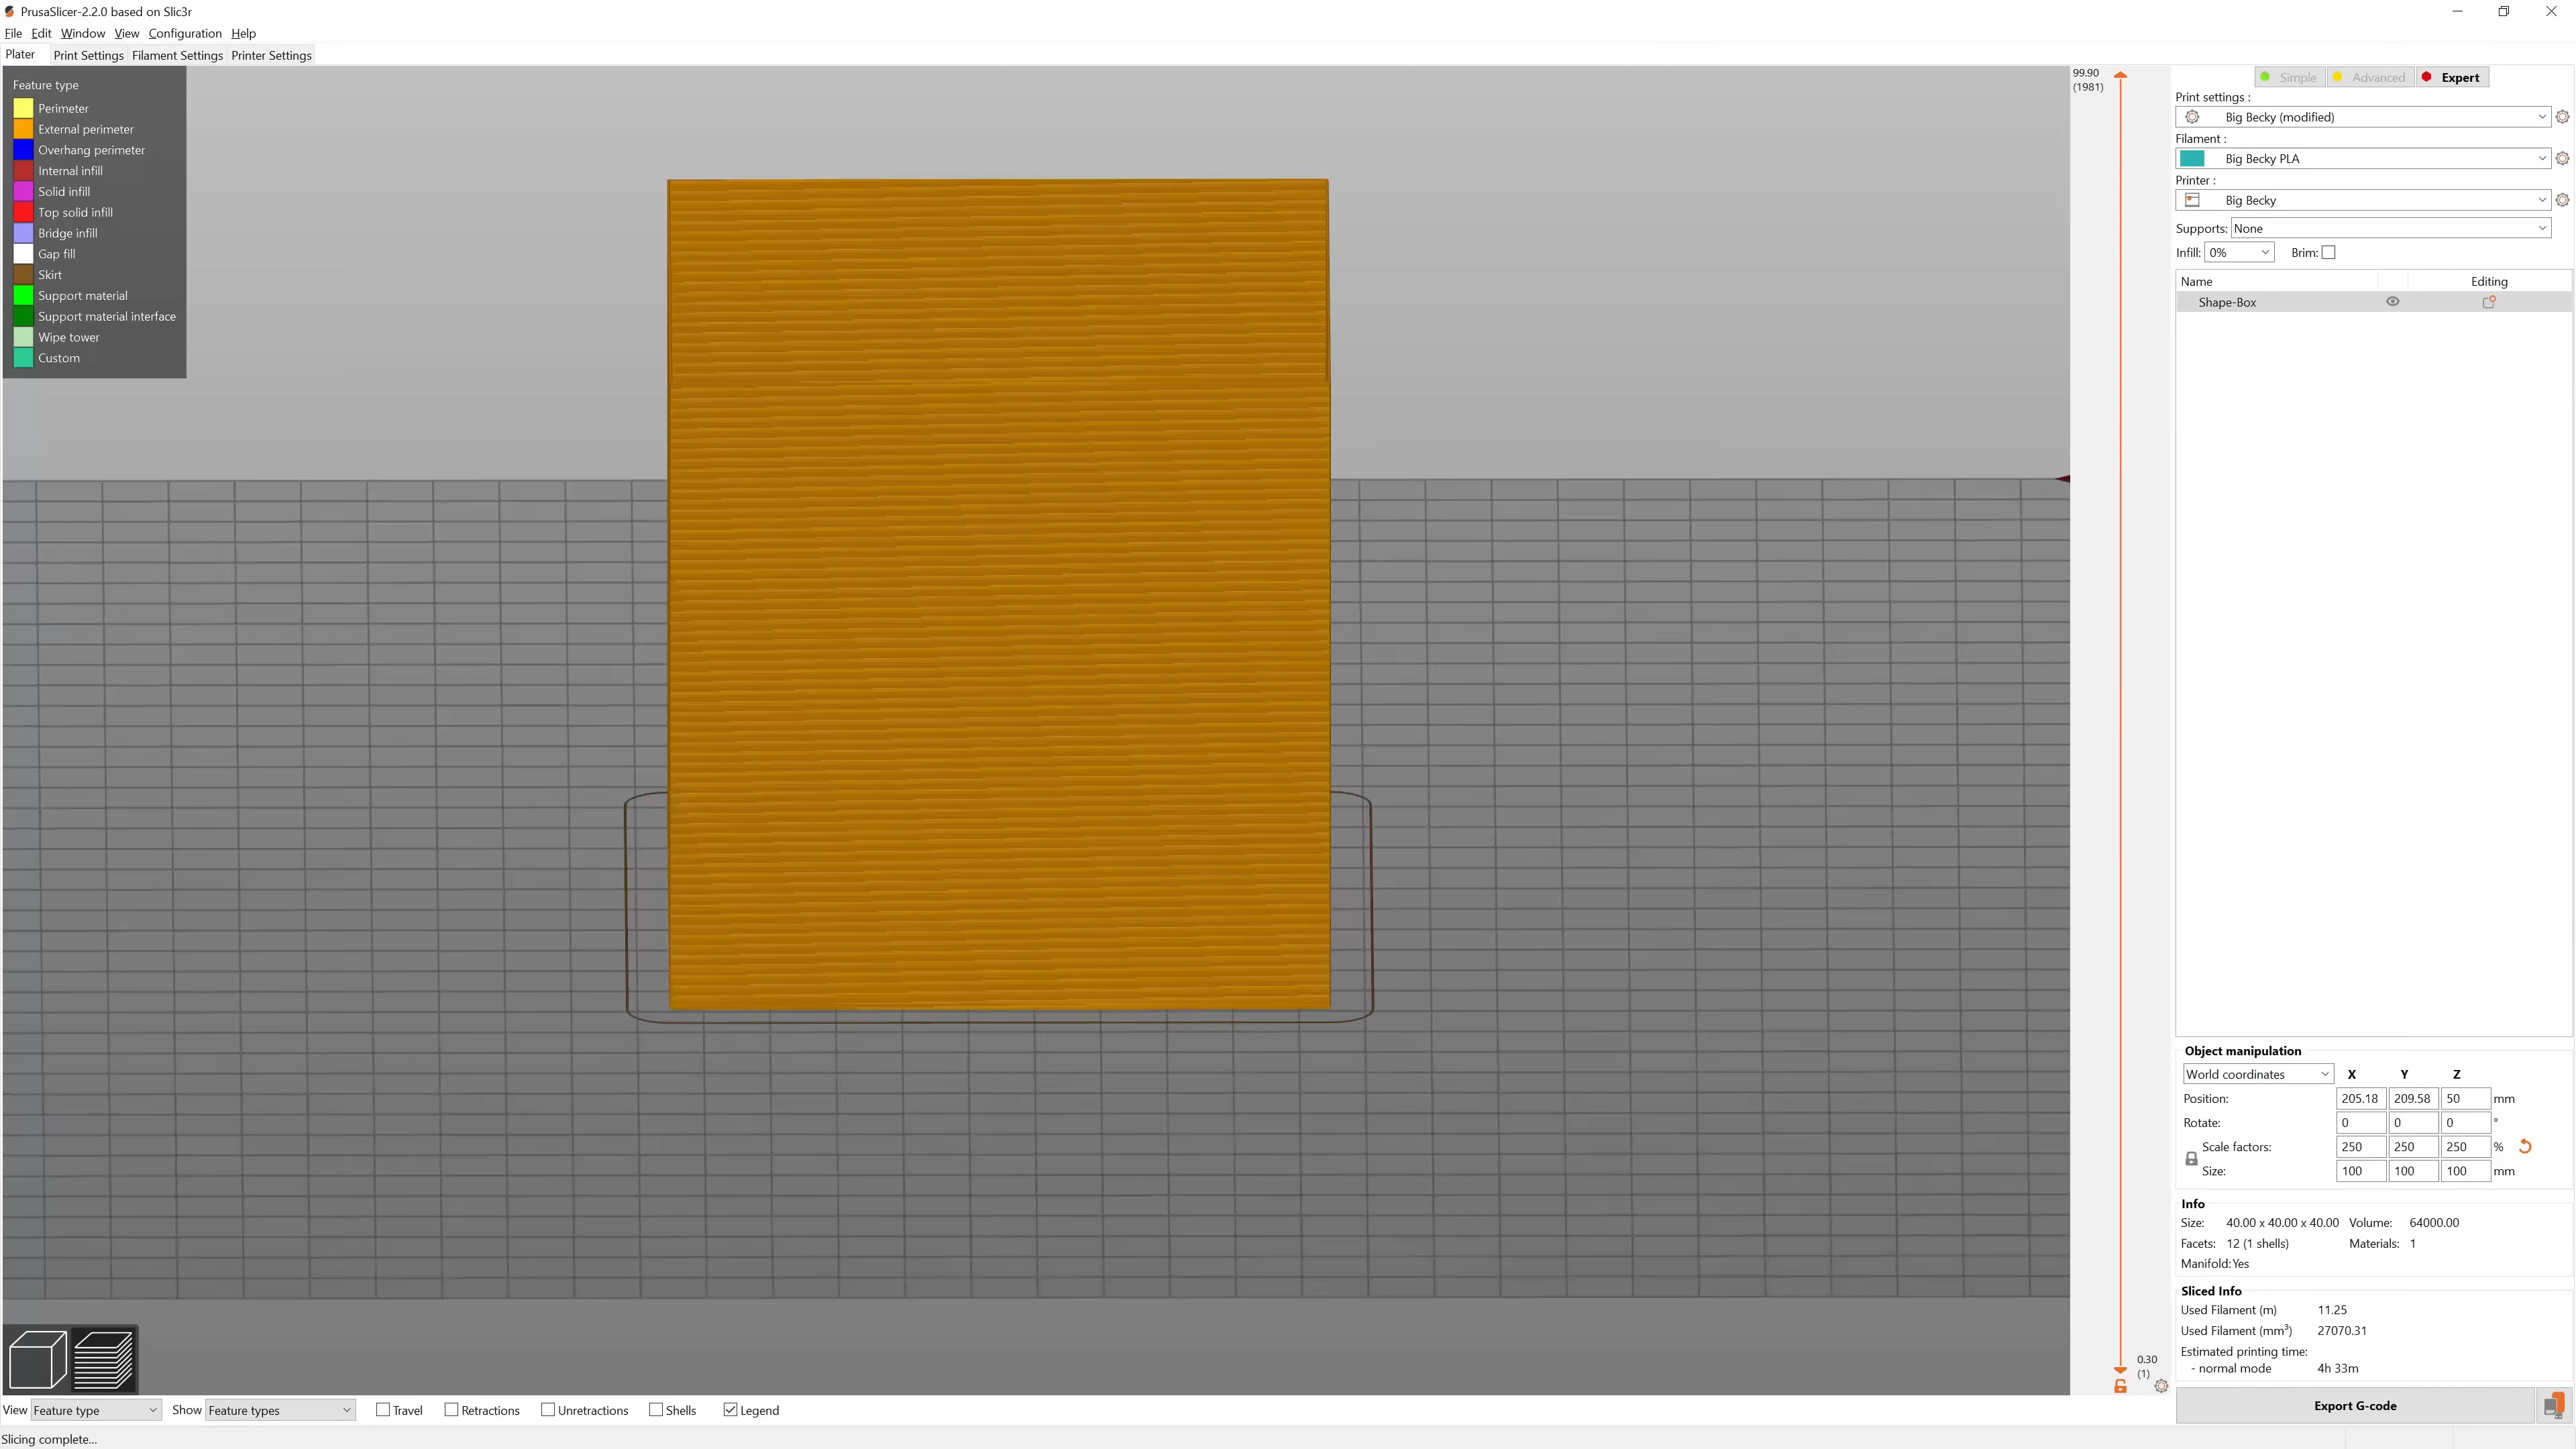 PrusaSlicer-2.2.0 based on Slic3r
File Edit Window View Configuration Help
Plater Print Settings Filament Settings Printer Settings
Feature type
Perimeter
External perimeter
Overhang perimeter
Internal infill
Solid infill
Top solid infill
Bridge infill
Gap fill
Skirt
Support material
Support material interface
Wipe tower
Custom
99.90
(1981)
0.30
(1)
Simple Advanced Expert
Print settings :
Big Becky (modified)
Filament :
Big Becky PLA
Printer :
Big Becky
Supports: None
Infill: 0% Brim:
Name Editing
Shape-Box
Object manipulation
World coordinates X Y Z
Position: 205.18 209.58 50 mm
Rotate: 0 0 0 °
Scale factors: 250 250 250 %
Size: 100 100 100 mm
Info
Size: 40.00 x 40.00 x 40.00 Volume: 64000.00
Facets: 12 (1 shells) Materials: 1
Manifold: Yes
Sliced Info
Used Filament (m) 11.25
Used Filament (mm³) 27070.31
Estimated printing time:
- normal mode 4h 33m
Export G-code
View Feature type Show Feature types Travel Retractions Unretractions Shells Legend
Slicing complete...